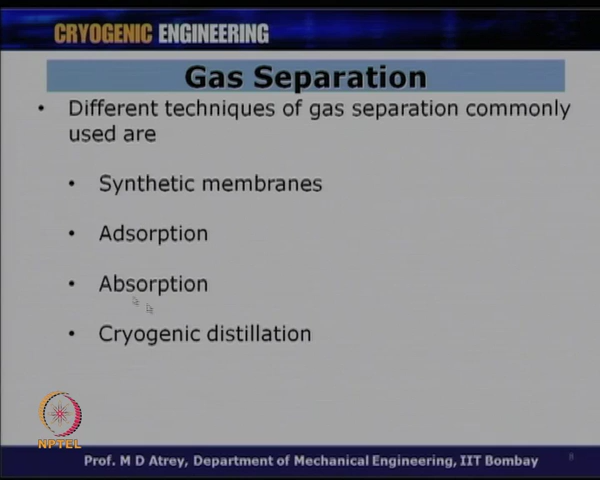 CRYOGENIC ENGINEERING
Gas Separation
• Different techniques of gas separation commonly
used are
• Synthetic membranes
• Adsorption
• Absorption
• Cryogenic distillation
NPTEL
Prof. M D Atrey, Department of Mechanical Engineering, IIT Bombay
8